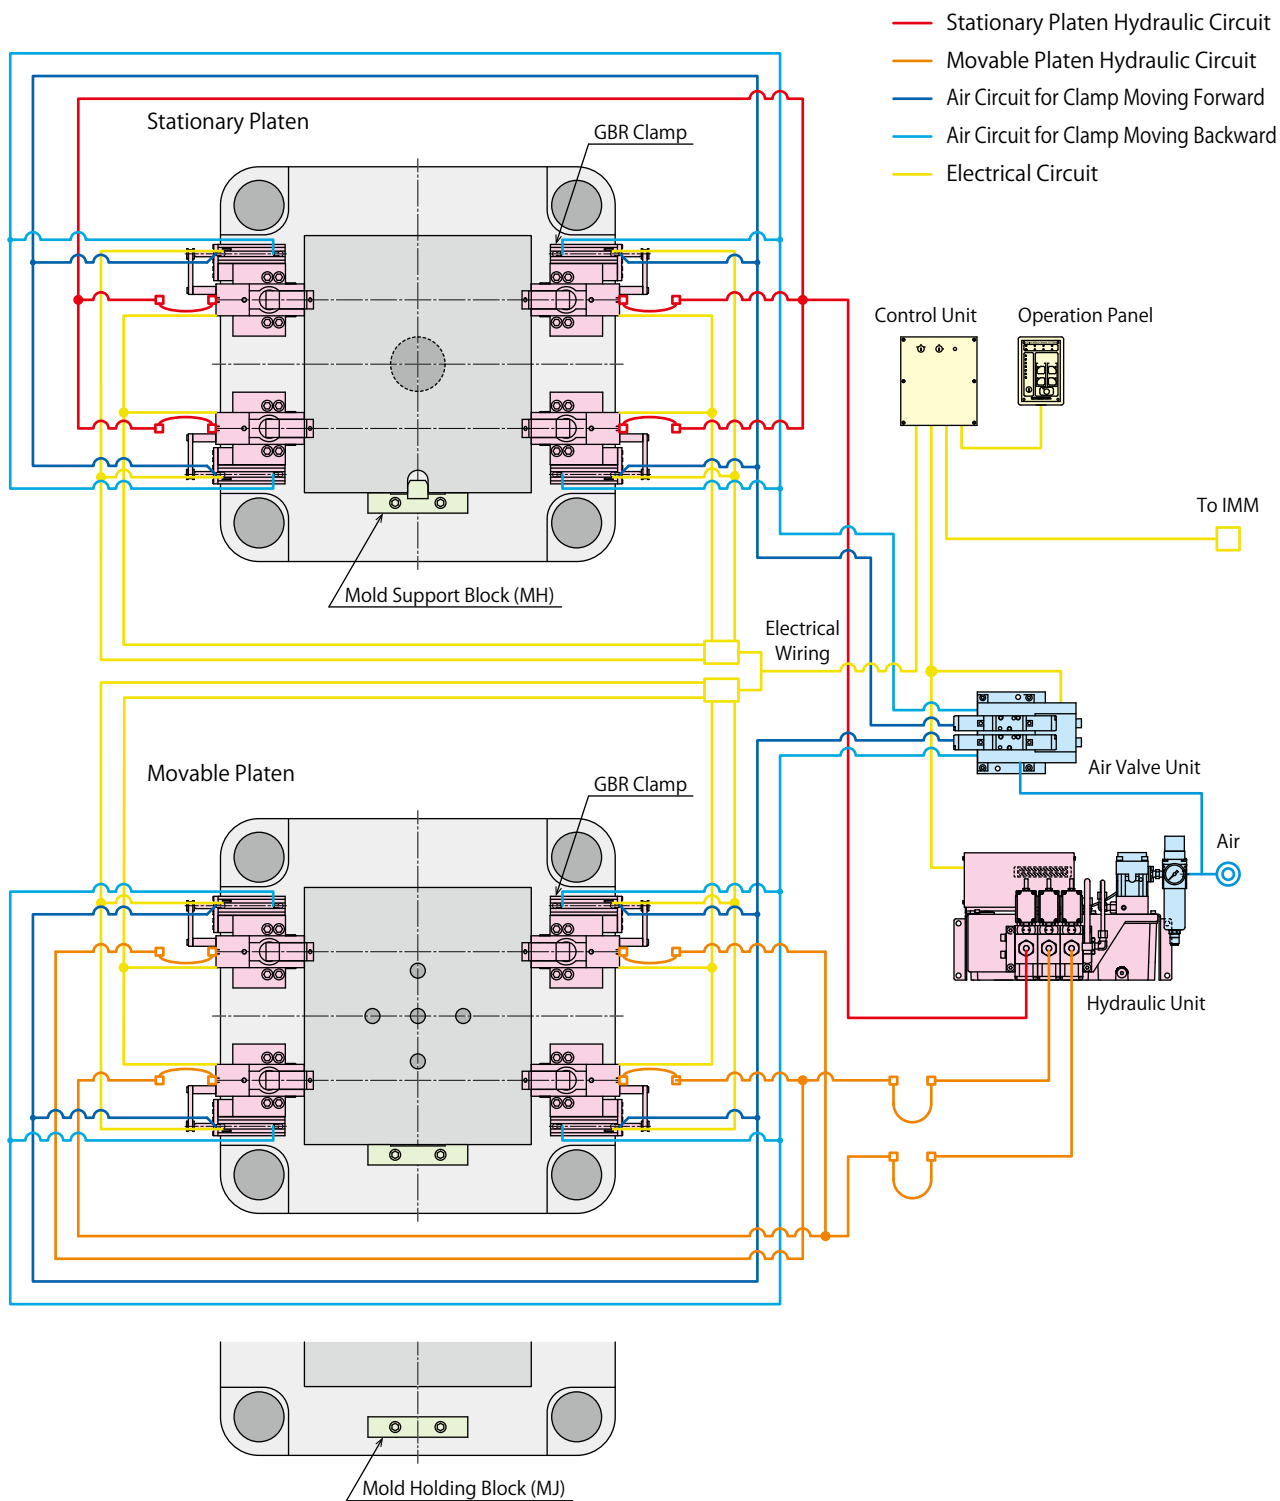 Stationary Platen Hydraulic Circuit
Movable Platen Hydraulic Circuit
Air Circuit for Clamp Moving Forward
Air Circuit for Clamp Moving Backward
Electrical Circuit
Stationary Platen
GBR Clamp
Control Unit
Operation Panel
To IMM
Mold Support Block (MH)
Electrical
Wiring
Air Valve Unit
Movable Platen
GBR Clamp
Air
Hydraulic Unit
Mold Holding Block (MJ)